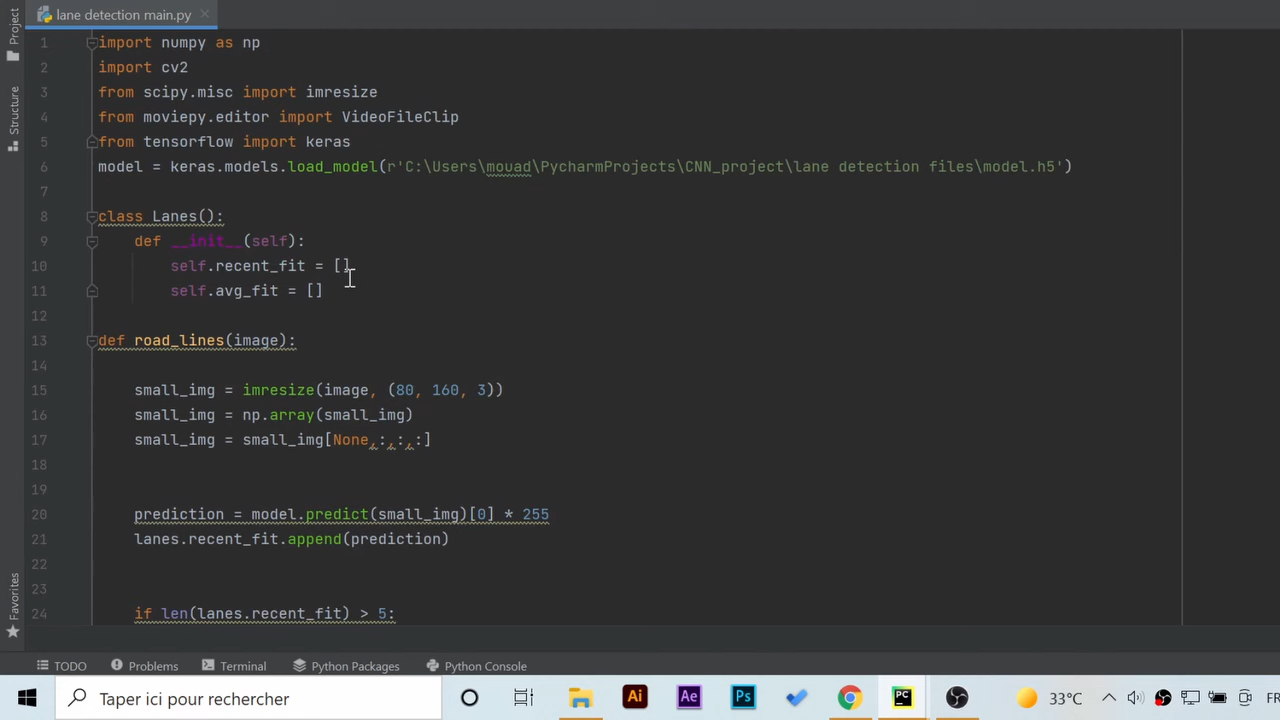 lane detection main.py
Project
Structure
Favorites
1 import numpy as np
2 import cv2
3 from scipy.misc import imresize
4 from moviepy.editor import VideoFileClip
5 from tensorflow import keras
6 model = keras.models.load_model(r'C:\Users\mouad\PycharmProjects\CNN_project\lane detection files\model.h5')
7
8 class Lanes():
9 def __init__(self):
10 self.recent_fit = []
11 self.avg_fit = []
12
13 def road_lines(image):
14
15 small_img = imresize(image, (80, 160, 3))
16 small_img = np.array(small_img)
17 small_img = small_img[None,:,:,:]
18
19
20 prediction = model.predict(small_img)[0] * 255
21 lanes.recent_fit.append(prediction)
22
23
24 if len(lanes.recent_fit) > 5:
TODO Problems Terminal Python Packages Python Console
Taper ici pour rechercher Ai Ae Ps PC 33°C FR